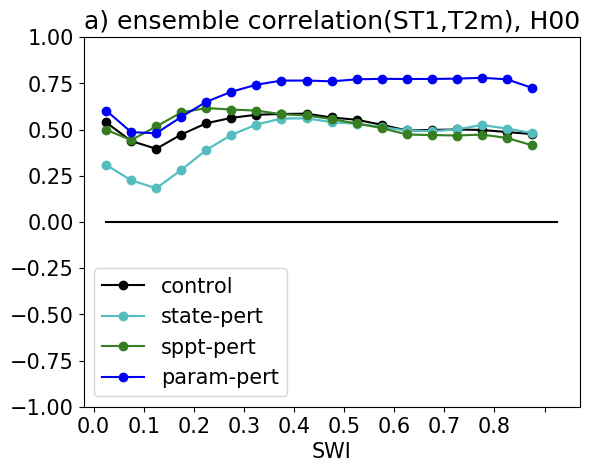 a) ensemble correlation(ST1,T2m), H00
1.00
0.75
0.50
0.25
0.00
−0.25
−0.50
−0.75
−1.00
control
state-pert
sppt-pert
param-pert
0.0 0.1 0.2 0.3 0.4 0.5 0.6 0.7 0.8
SWI